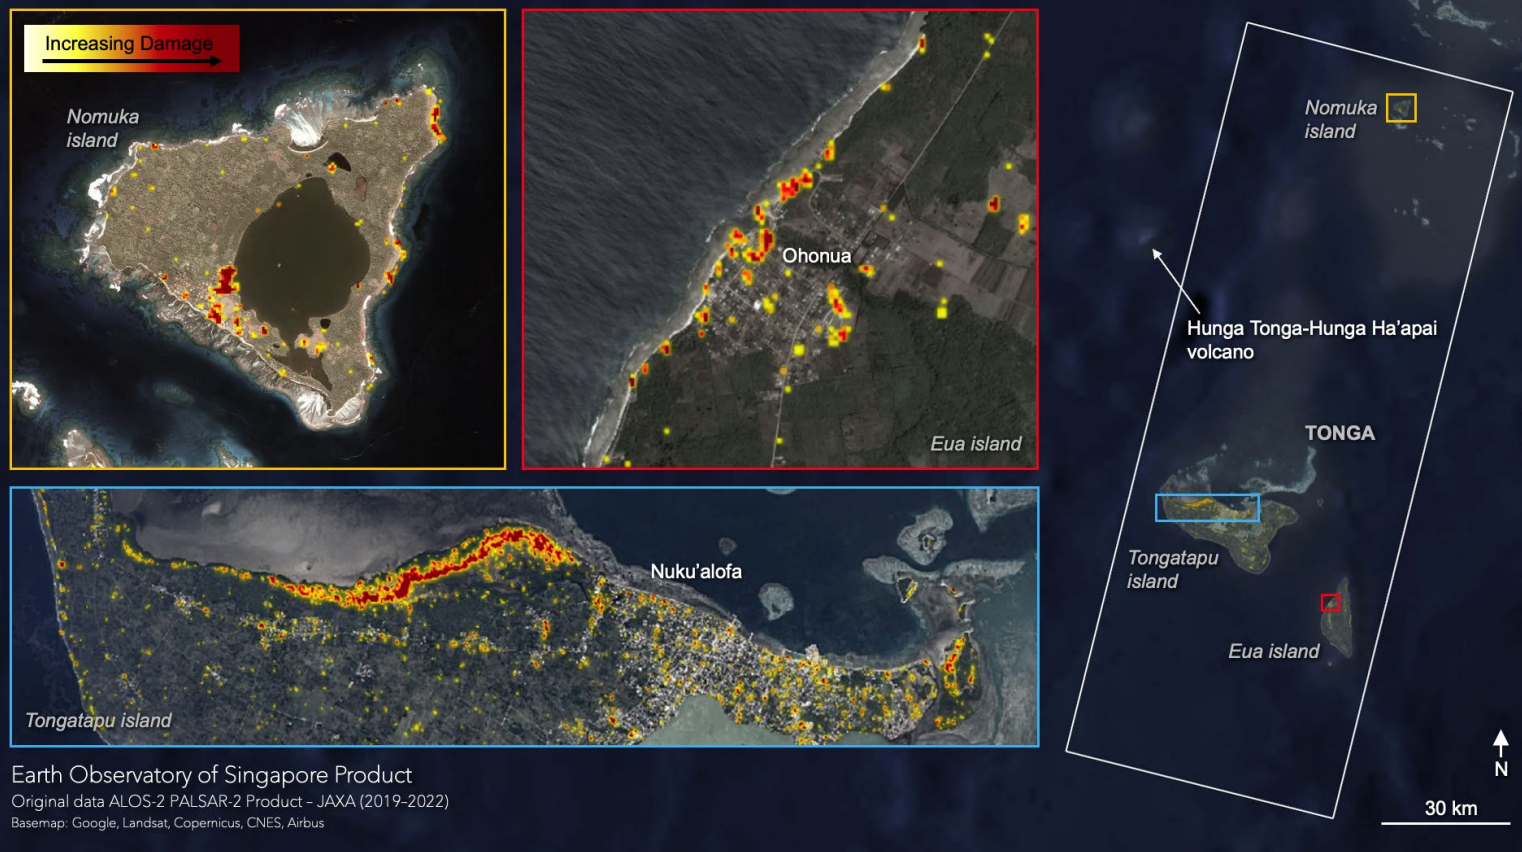 Increasing Damage
Nomuka
island
Ohonua
Eua island
Nuku'alofa
Tongatapu island
Nomuka
island
Hunga Tonga-Hunga Ha'apai
volcano
TONGA
Tongatapu
island
Eua island
N
30 km
Earth Observatory of Singapore Product
Original data ALOS-2 PALSAR-2 Product – JAXA (2019-2022)
Basemap: Google, Landsat, Copernicus, CNES, Airbus